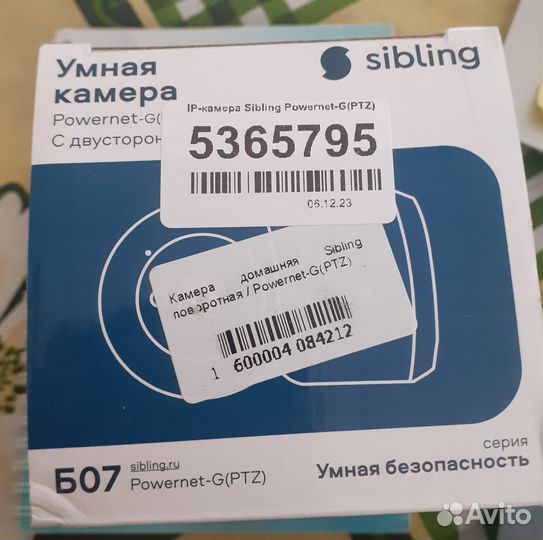 Умная
камера
sibling
Powernet-G(
С двусторон
IP-камера Sibling Powernet-G(PTZ)
5365795
06.12.23
Камера домашняя Sibling
поворотная / Powernet-G(PTZ)
1 600004 084212
Б07
sibling.ru
Powernet-G(PTZ)
серия
Умная безопасность
Avito